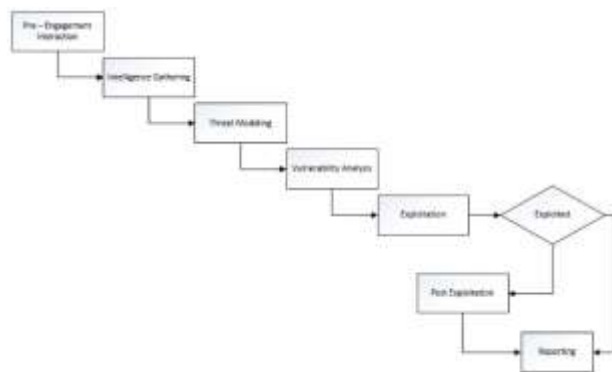 Pre – Engagement
Interaction
Intelligence Gathering
Threat Modeling
Vulnerability Analysis
Exploitation
Exploited
Post Exploitation
Reporting